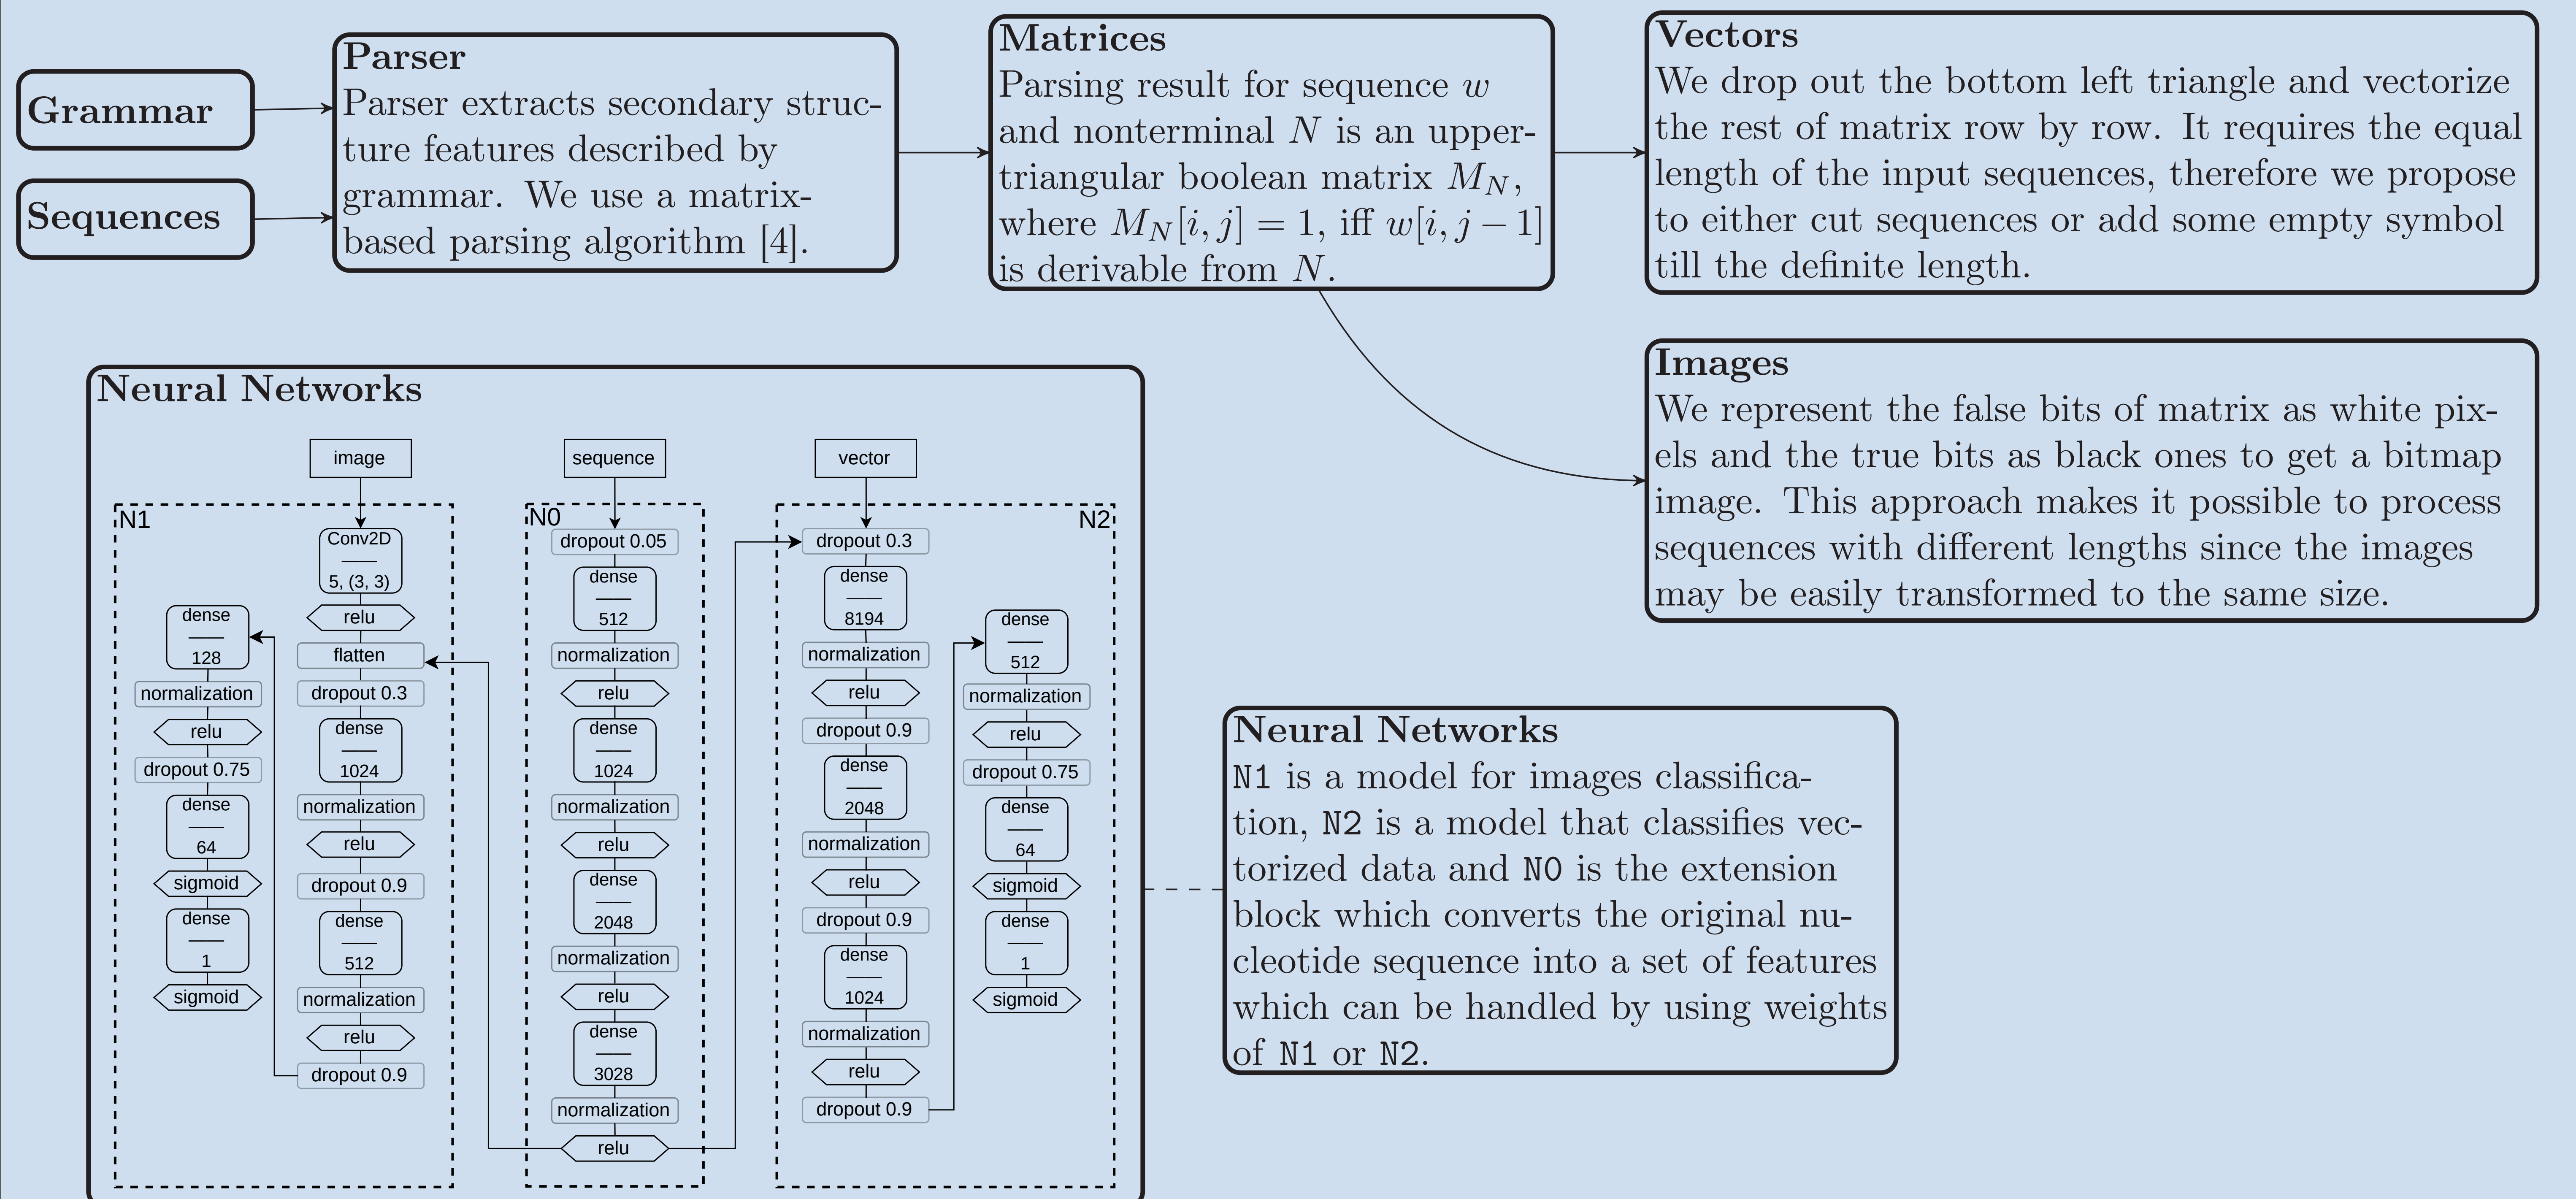 Grammar
Sequences
Parser
Parser extracts secondary struc-
ture features described by
grammar. We use a matrix-
based parsing algorithm [4].
Matrices
Parsing result for sequence w
and nonterminal N is an upper-
triangular boolean matrix M_N,
where M_N[i, j] = 1, iff w[i, j − 1]
is derivable from N.
Vectors
We drop out the bottom left triangle and vectorize
the rest of matrix row by row. It requires the equal
length of the input sequences, therefore we propose
to either cut sequences or add some empty symbol
till the definite length.
Images
We represent the false bits of matrix as white pix-
els and the true bits as black ones to get a bitmap
image. This approach makes it possible to process
sequences with different lengths since the images
may be easily transformed to the same size.
Neural Networks
image
N1
Conv2D
5, (3, 3)
relu
flatten
dropout 0.3
dense
1024
normalization
relu
dropout 0.9
dense
512
normalization
relu
dropout 0.9
dense
128
normalization
relu
dropout 0.75
dense
64
sigmoid
dense
1
sigmoid
sequence
N0
dropout 0.05
dense
512
normalization
relu
dense
1024
normalization
relu
dense
2048
normalization
relu
dense
3028
normalization
relu
vector
N2
dropout 0.3
dense
8194
normalization
relu
dropout 0.9
dense
2048
normalization
relu
dropout 0.9
dense
1024
normalization
relu
dropout 0.9
dense
512
normalization
relu
dropout 0.75
dense
64
sigmoid
dense
1
sigmoid
Neural Networks
N1 is a model for images classifica-
tion, N2 is a model that classifies vec-
torized data and N0 is the extension
block which converts the original nu-
cleotide sequence into a set of features
which can be handled by using weights
of N1 or N2.